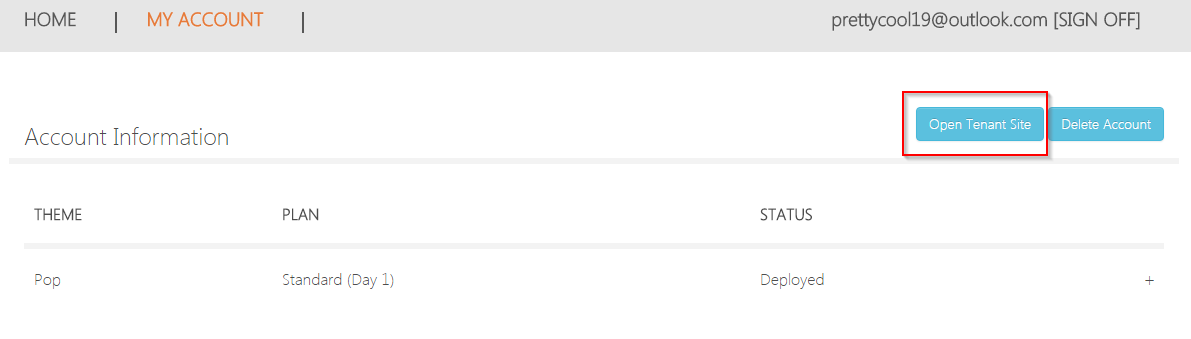 HOME | MY ACCOUNT | prettycool19@outlook.com [SIGN OFF]
Account Information Open Tenant Site Delete Account
THEME PLAN STATUS
Pop Standard (Day 1) Deployed +